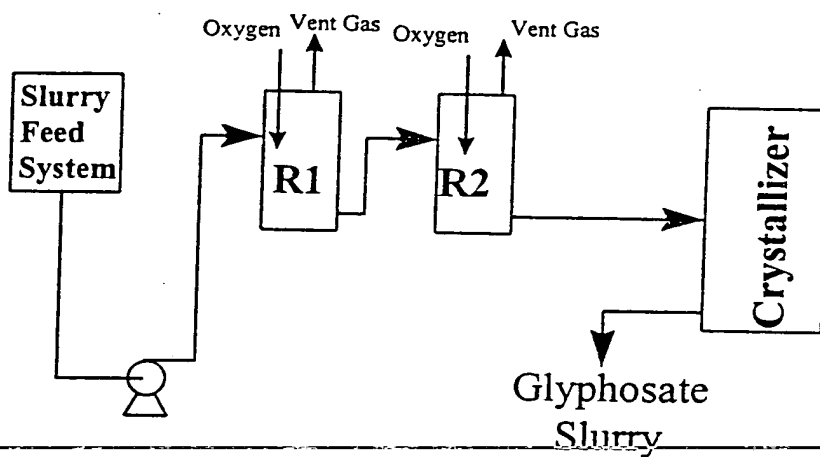 Oxygen
Vent Gas
Oxygen
Vent Gas
Slurry
Feed
System
R1
R2
Crystallizer
Glyphosate
Slurry